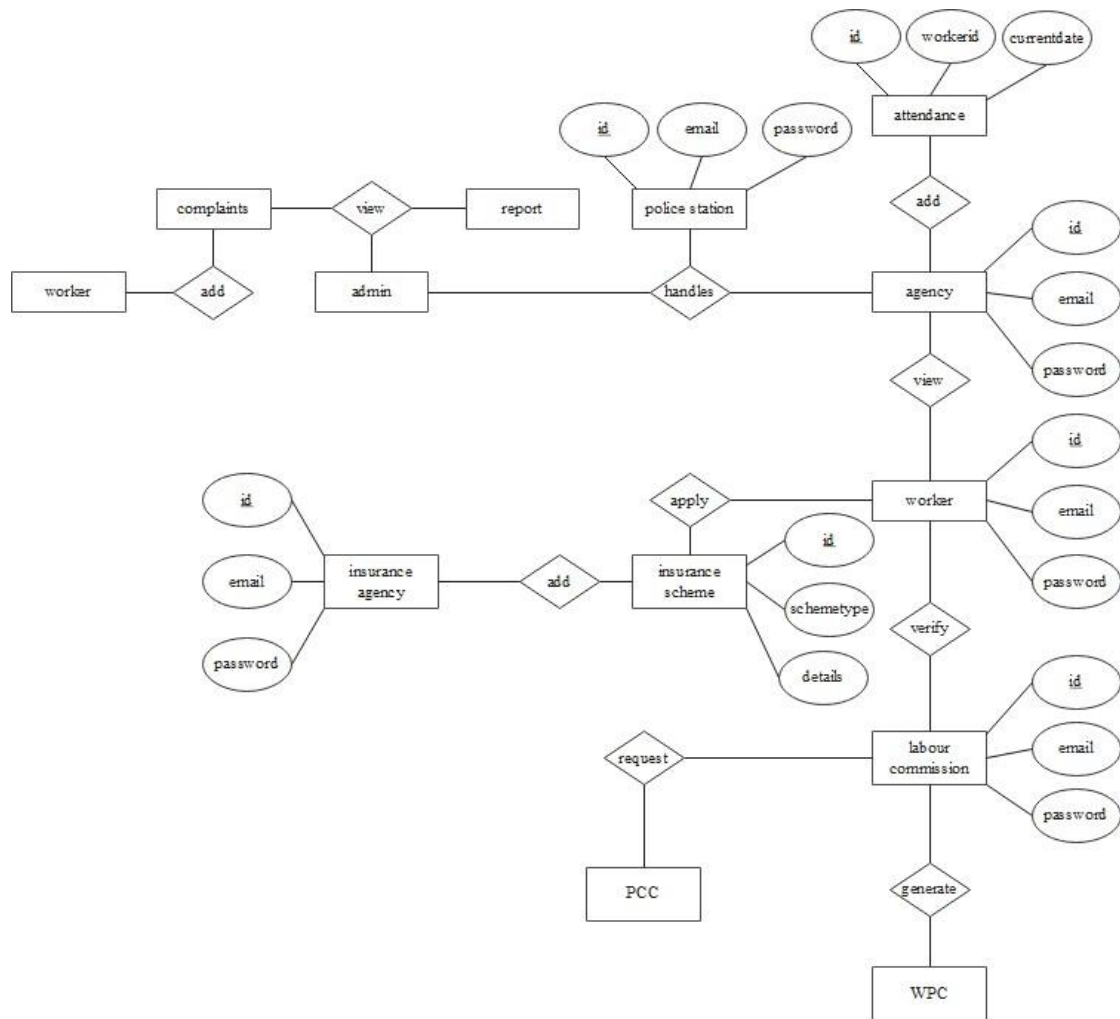 id
workerid
currentdate
attendance
id
email
password
add
complaints
view
report
police station
id
worker
add
admin
handles
agency
email
password
view
id
id
apply
worker
email
id
email
insurance
agency
add
insurance
scheme
schemetype
password
verify
password
details
id
request
labour
commission
email
password
PCC
generate
WPC